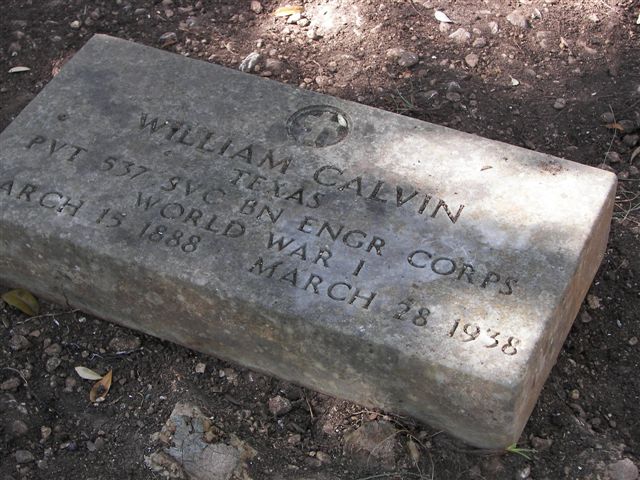 WILLIAM CALVIN
TEXAS
PVT 537 SVC BN ENGR CORPS
WORLD WAR I
MARCH 15 1888 MARCH 28 1938